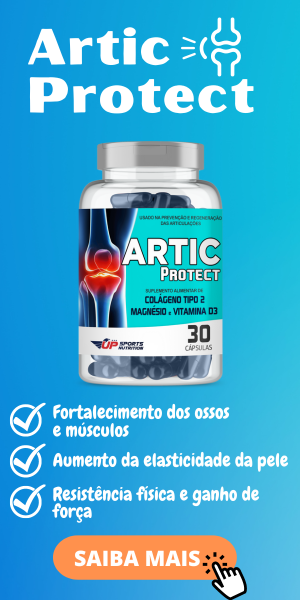 Artic
Protect
USADO NA PREVENÇÃO E REGENERAÇÃO
DAS ARTICULAÇÕES
ARTIC
PROTECT
SUPLEMENTO ALIMENTAR DE
COLÁGENO TIPO 2
MAGNÉSIO E VITAMINA D3
UP SPORTS
NUTRITION
30
CÁPSULAS
Fortalecimento dos ossos
e músculos
Aumento da elasticidade da pele
Resistência física e ganho de
força
SAIBA MAIS